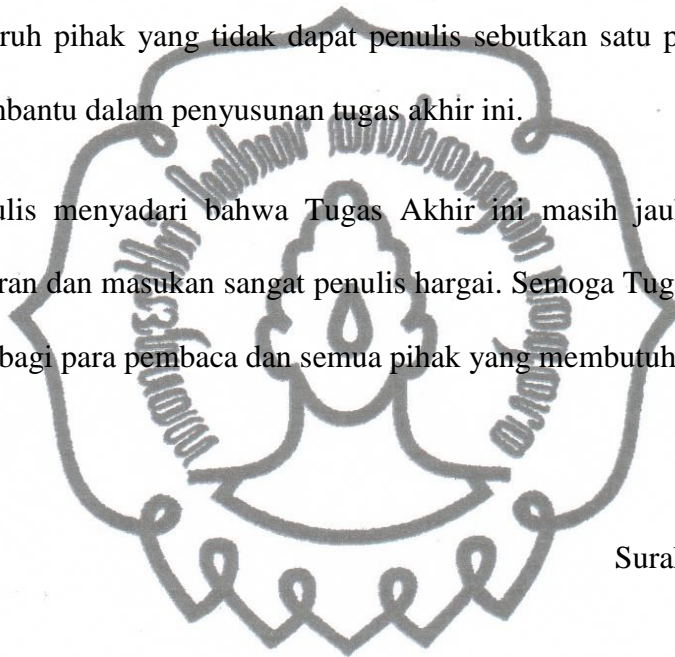 ruh pihak yang tidak dapat penulis sebutkan satu p
bantu dalam penyusunan tugas akhir ini.
ulis menyadari bahwa Tugas Akhir ini masih jau
ran dan masukan sangat penulis hargai. Semoga Tug
bagi para pembaca dan semua pihak yang membutuh
Sura